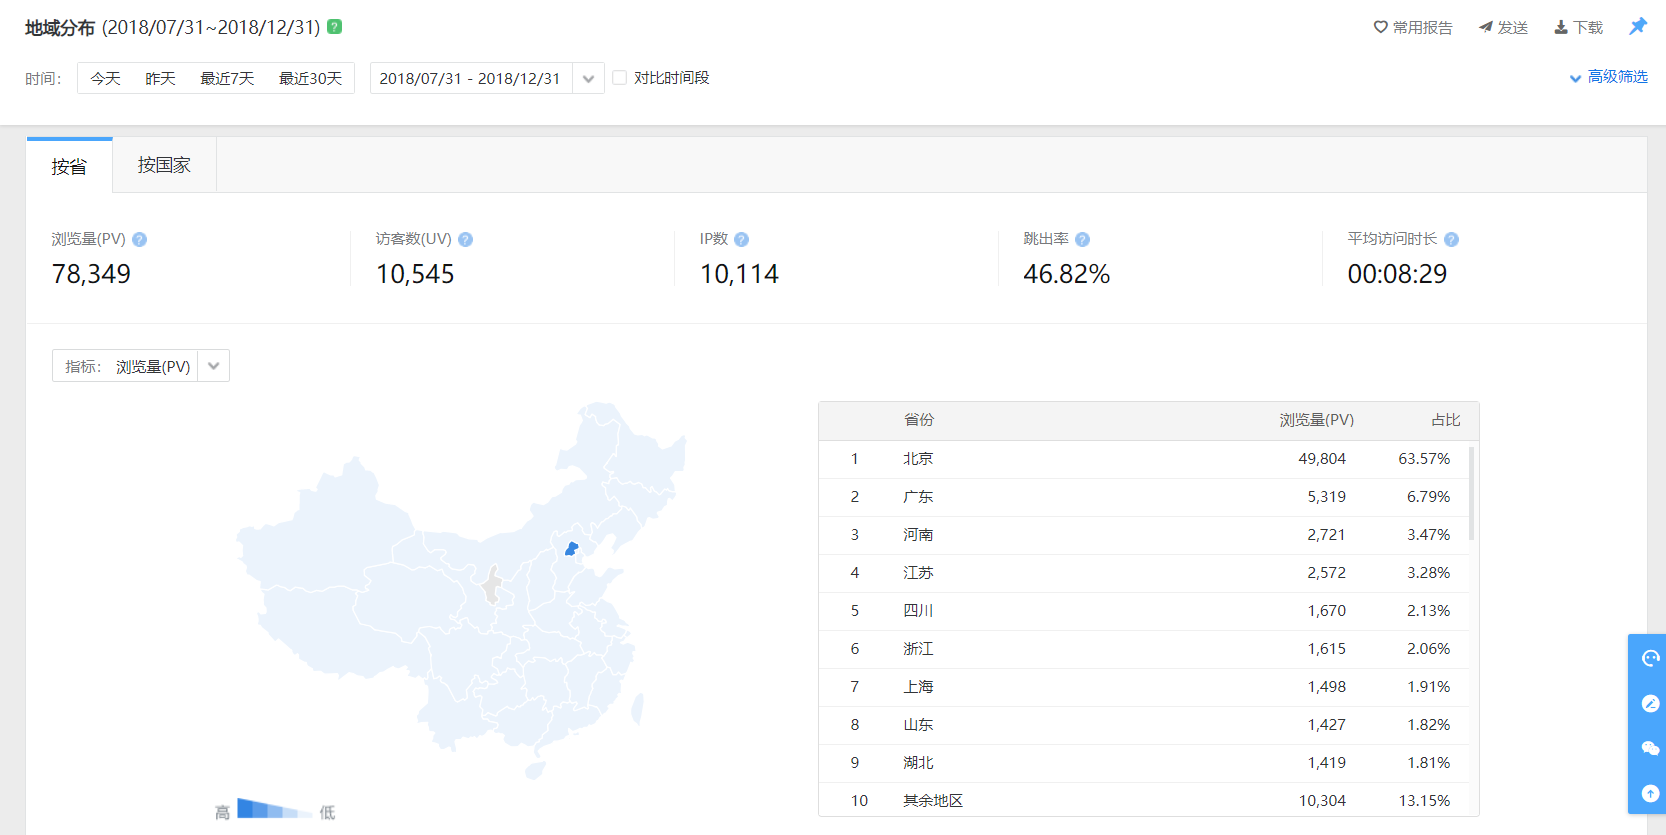 地域分布 (2018/07/31~2018/12/31) ?
常用报告 发送 下载
时间: 今天 昨天 最近7天 最近30天 2018/07/31 - 2018/12/31 对比时间段
高级筛选
按省 按国家
浏览量(PV) ? 访客数(UV) ? IP数 ? 跳出率 ? 平均访问时长 ?
78,349 10,545 10,114 46.82% 00:08:29
指标: 浏览量(PV)
省份 浏览量(PV) 占比
1 北京 49,804 63.57%
2 广东 5,319 6.79%
3 河南 2,721 3.47%
4 江苏 2,572 3.28%
5 四川 1,670 2.13%
6 浙江 1,615 2.06%
7 上海 1,498 1.91%
8 山东 1,427 1.82%
9 湖北 1,419 1.81%
10 其余地区 10,304 13.15%
高 低